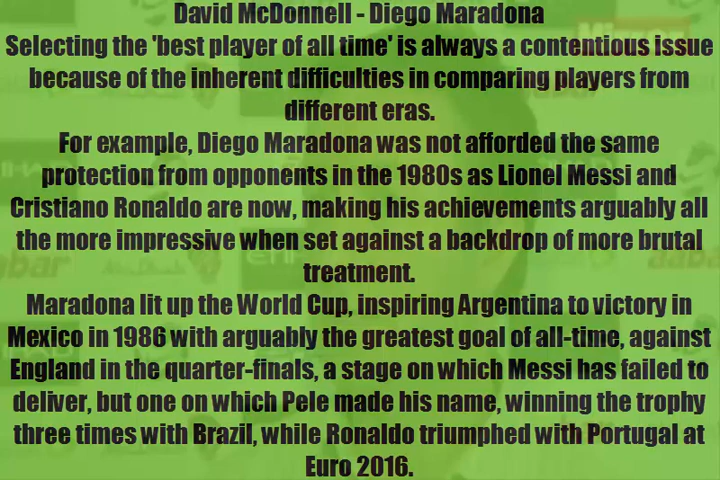 David McDonnell - Diego Maradona
Selecting the 'best player of all time' is always a contentious issue
because of the inherent difficulties in comparing players from
different eras.
For example, Diego Maradona was not afforded the same
protection from opponents in the 1980s as Lionel Messi and
Cristiano Ronaldo are now, making his achievements arguably all
the more impressive when set against a backdrop of more brutal
treatment.
Maradona lit up the World Cup, inspiring Argentina to victory in
Mexico in 1986 with arguably the greatest goal of all-time, against
England in the quarter-finals, a stage on which Messi has failed to
deliver, but one on which Pele made his name, winning the trophy
three times with Brazil, while Ronaldo triumphed with Portugal at
Euro 2016.
aabar